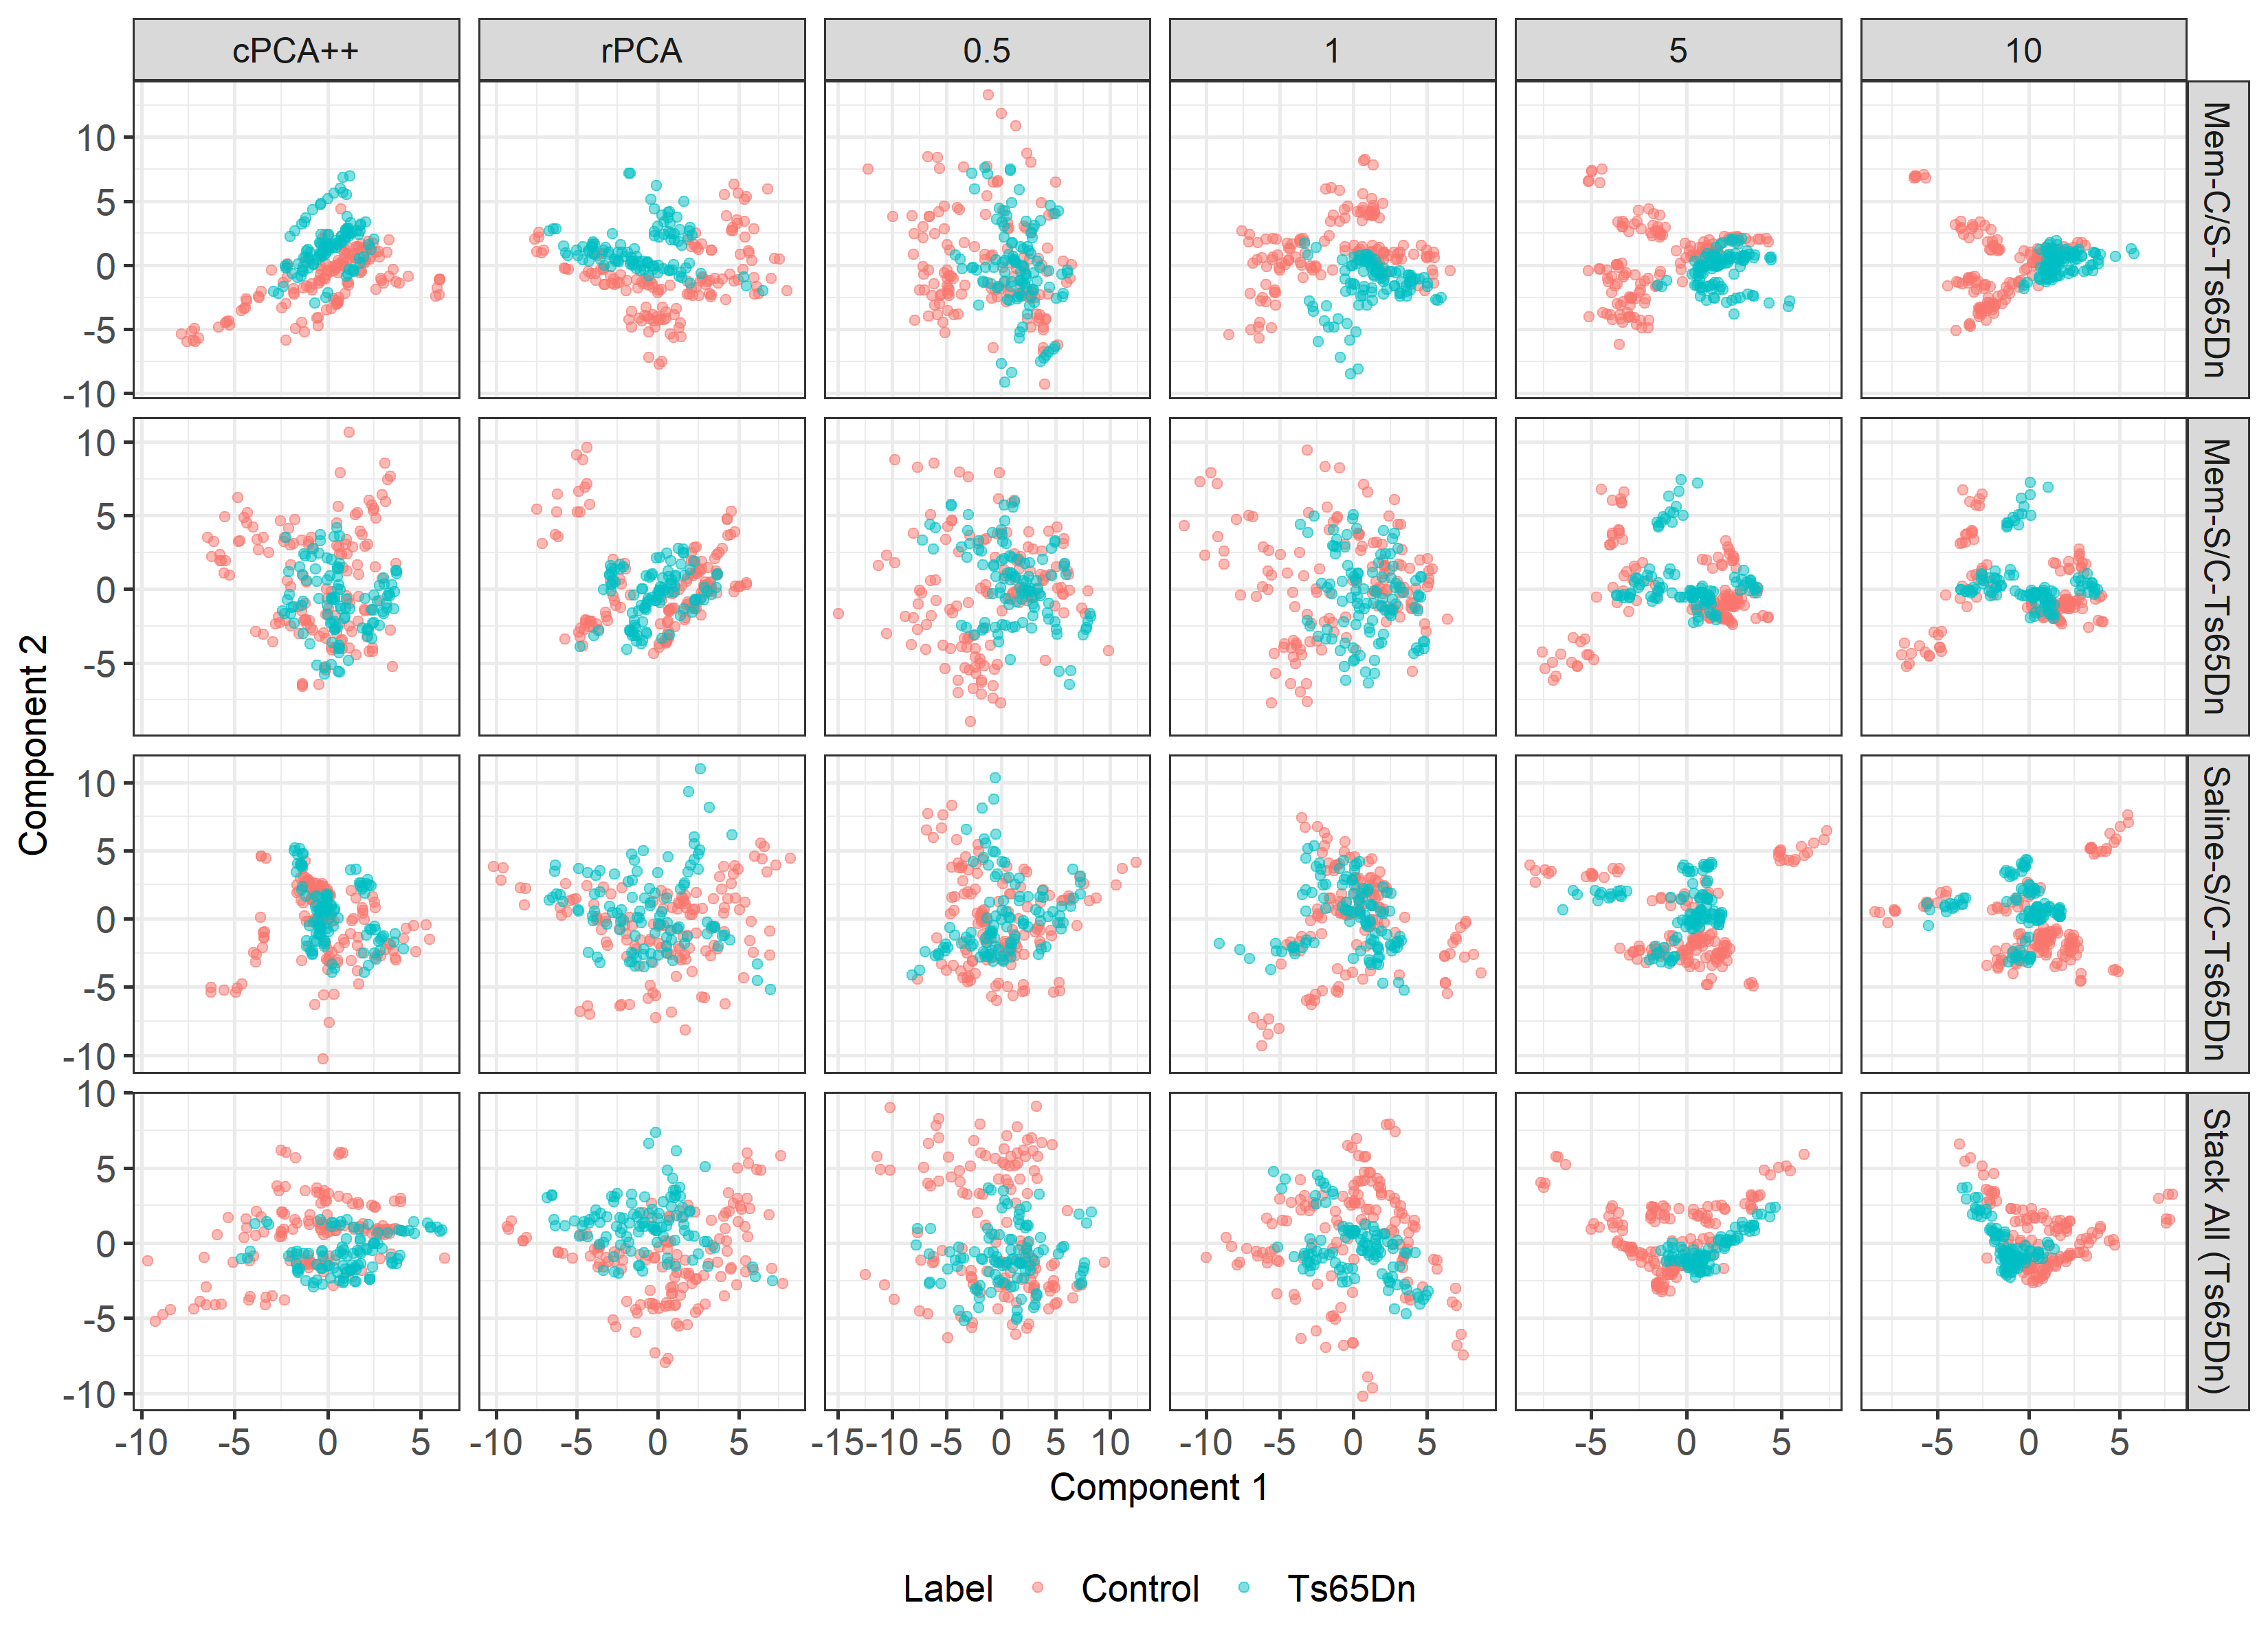 cPCA++ rPCA 0.5 1 5 10
10 5 0 -5 -10
Mem-C/S-Ts65Dn
10 5 0 -5
Mem-S/C-Ts65Dn
10 5 0 -5 -10
Saline-S/C-Ts65Dn
10 5 0 -5 -10
Stack All (Ts65Dn)
Component 2
-10 -5 0 5 -10 -5 0 5 -15 -10 -5 0 5 10 -10 -5 0 5 -5 0 5 -5 0 5
Component 1
Label Control Ts65Dn